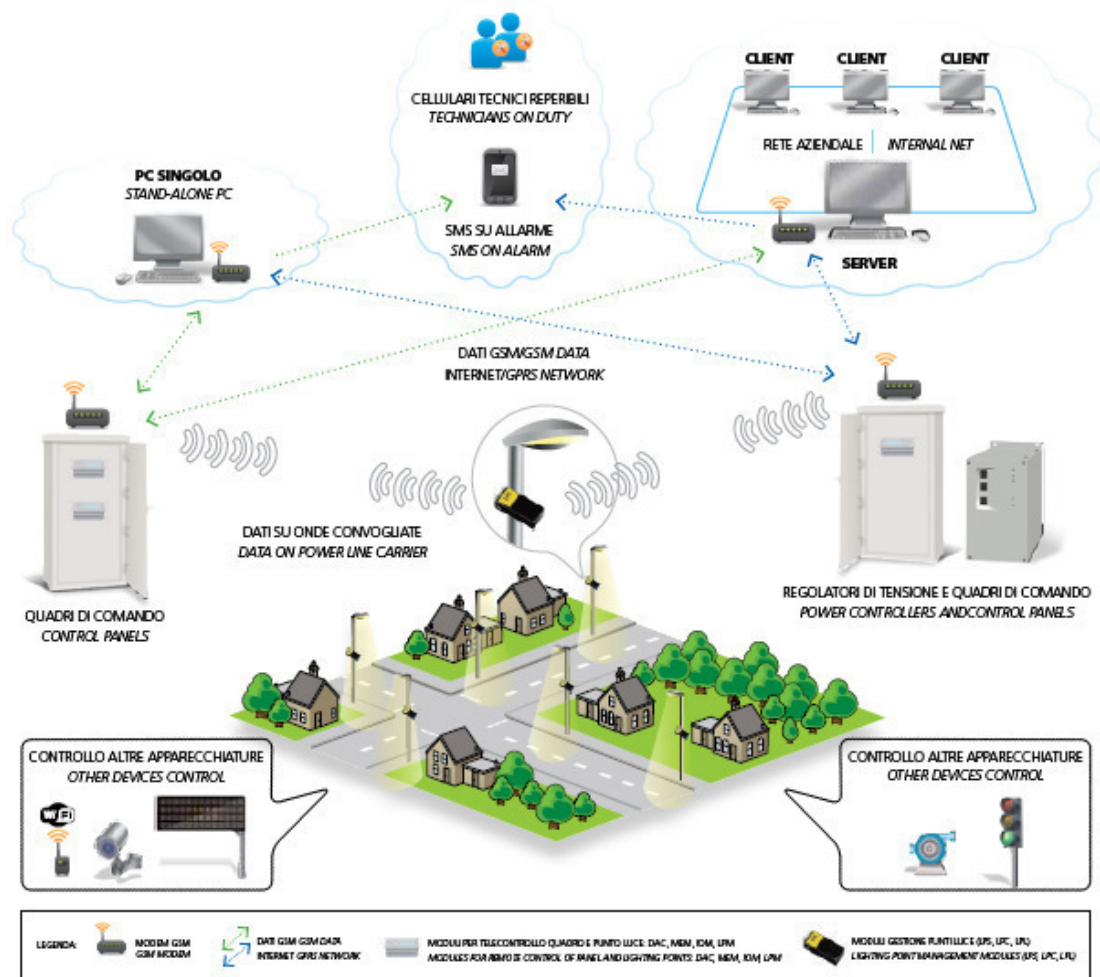 CLIENT
CLIENT
CLIENT
CELLULARI TECNICI REPERIBILI
TECHNICIANS ON DUTY
RETE AZIENDALE
INTERNAL NET
PC SINGOLO
STAND-ALONE PC
SMS SU ALLARME
SMS ON ALARM
SERVER
DATI GSM/GSM DATA
INTERNET/GPRS NETWORK
DATI SU ONDE CONVOGLIATE
DATA ON POWER LINE CARRIER
QUADRI DI COMANDO
CONTROL PANELS
REGOLATORI DI TENSIONE E QUADRI DI COMANDO
POWER CONTROLLERS ANDCONTROL PANELS
CONTROLLO ALTRE APPARECCHIATURE
OTHER DEVICES CONTROL
WiFi
CONTROLLO ALTRE APPARECCHIATURE
OTHER DEVICES CONTROL
LEGENDA:
MODEM GSM
GSM MODEM
DATI GSM GSM DATA
INTERNET GPRS NETWORK
MODULI PER TELECONTROLLO QUADRO E PUNTO LUCE: DAC, MEM, IOM, LPM
MODULES FOR REMOTE CONTROL OF PANEL AND LIGHTING POINTS: DAC, MEM, IOM, LPM
MODULI GESTIONE PUNTI LUCE (LPS, LPC, LPL)
LIGHTING POINT MANAGEMENT MODULES (LPS, LPC, LPL)